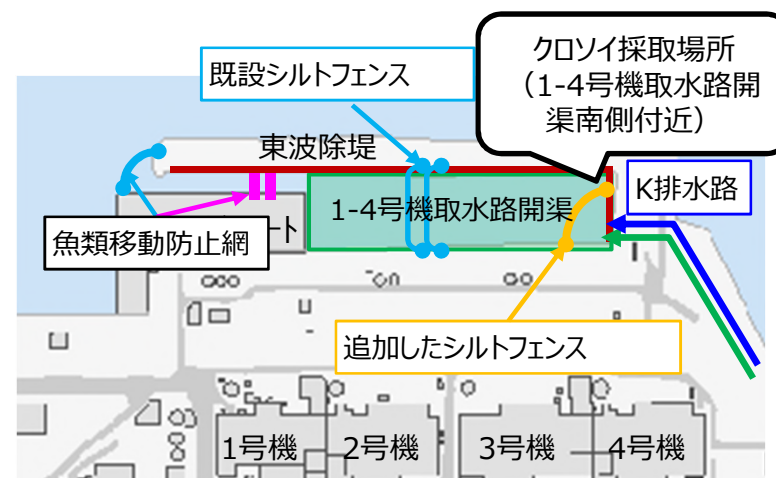 クロソイ採取場所
（1-4号機取水路開
渠南側付近）
既設シルトフェンス
東波除堤
K排水路
1-4号機取水路開渠
魚類移動防止網
ート
追加したシルトフェンス
1号機
2号機
3号機
4号機